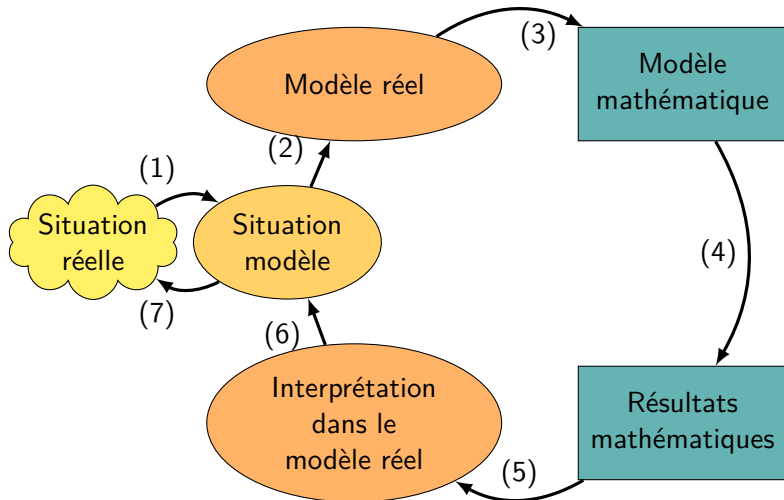 (3)
Modèle réel
Modèle
mathématique
(2)
(1)
Situation
réelle
Situation
modèle
(4)
(7)
(6)
Interprétation
dans le
modèle réel
Résultats
mathématiques
(5)